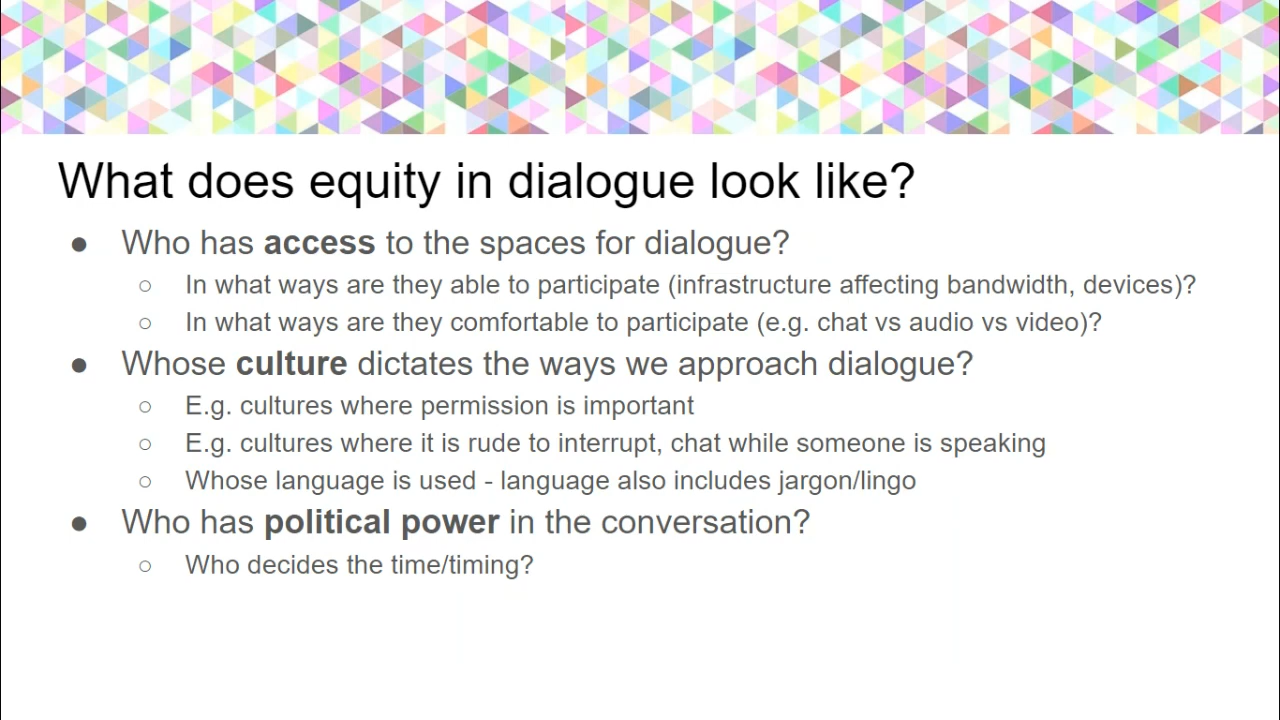 What does equity in dialogue look like?
● Who has access to the spaces for dialogue?
○ In what ways are they able to participate (infrastructure affecting bandwidth, devices)?
○ In what ways are they comfortable to participate (e.g. chat vs audio vs video)?
● Whose culture dictates the ways we approach dialogue?
○ E.g. cultures where permission is important
○ E.g. cultures where it is rude to interrupt, chat while someone is speaking
○ Whose language is used - language also includes jargon/lingo
● Who has political power in the conversation?
○ Who decides the time/timing?